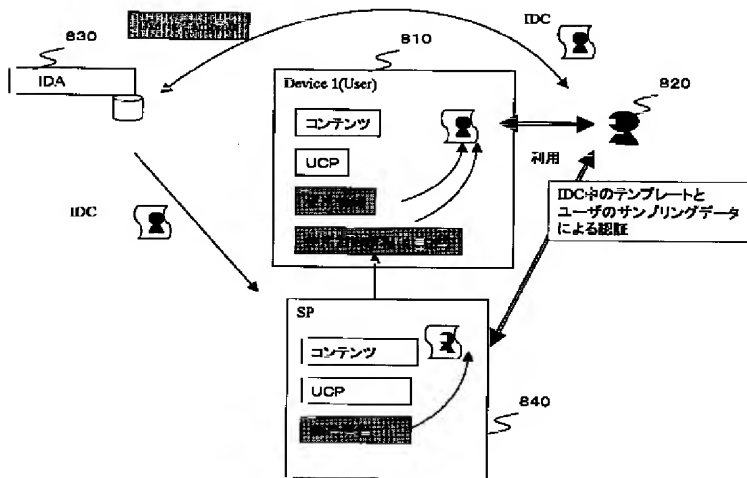 830
IDA
IDC
810
Device 1(User)
コンテンツ
UCP
820
利用
IDC中のテンプレートと
ユーザのサンプリングデータ
による認証
IDC
SP
コンテンツ
UCP
840